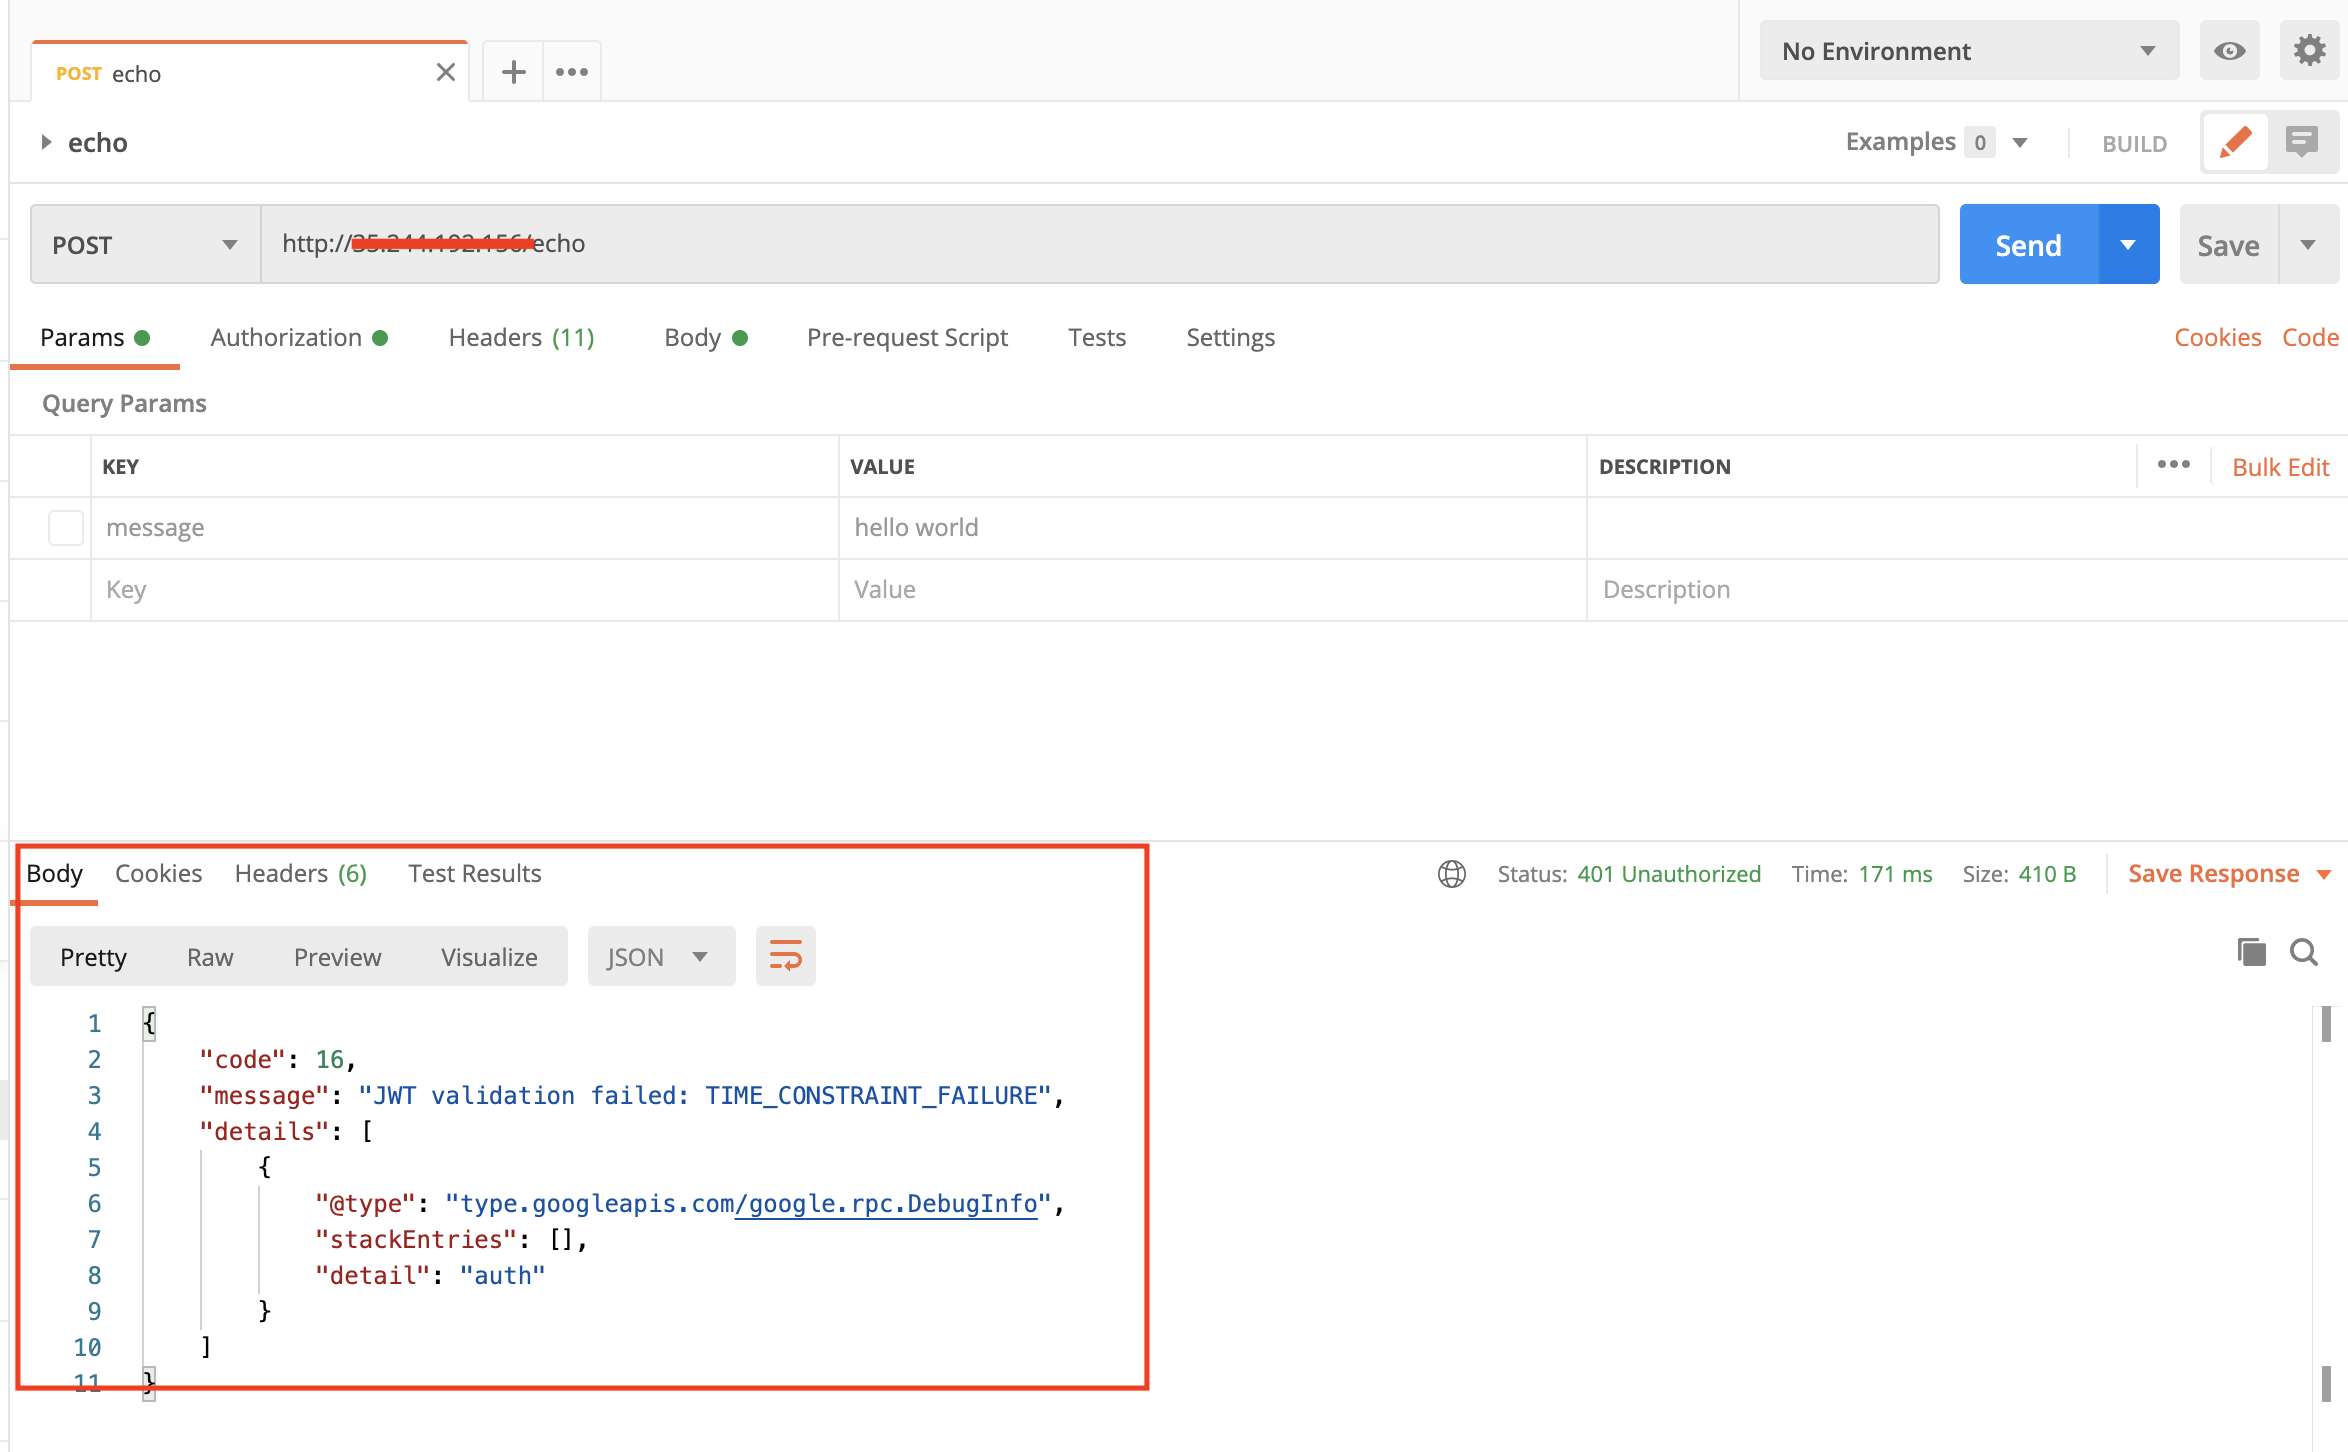 POST echo
No Environment
echo
Examples 0 BUILD
POST http://35.244.192.156/echo Send Save
Params Authorization Headers (11) Body Pre-request Script Tests Settings Cookies Code
Query Params
KEY VALUE DESCRIPTION Bulk Edit
message hello world
Key Value Description
Body Cookies Headers (6) Test Results Status: 401 Unauthorized Time: 171 ms Size: 410 B Save Response
Pretty Raw Preview Visualize JSON
1 {
2 "code": 16,
3 "message": "JWT validation failed: TIME_CONSTRAINT_FAILURE",
4 "details": [
5 {
6 "@type": "type.googleapis.com/google.rpc.DebugInfo",
7 "stackEntries": [],
8 "detail": "auth"
9 }
10 ]
11 }